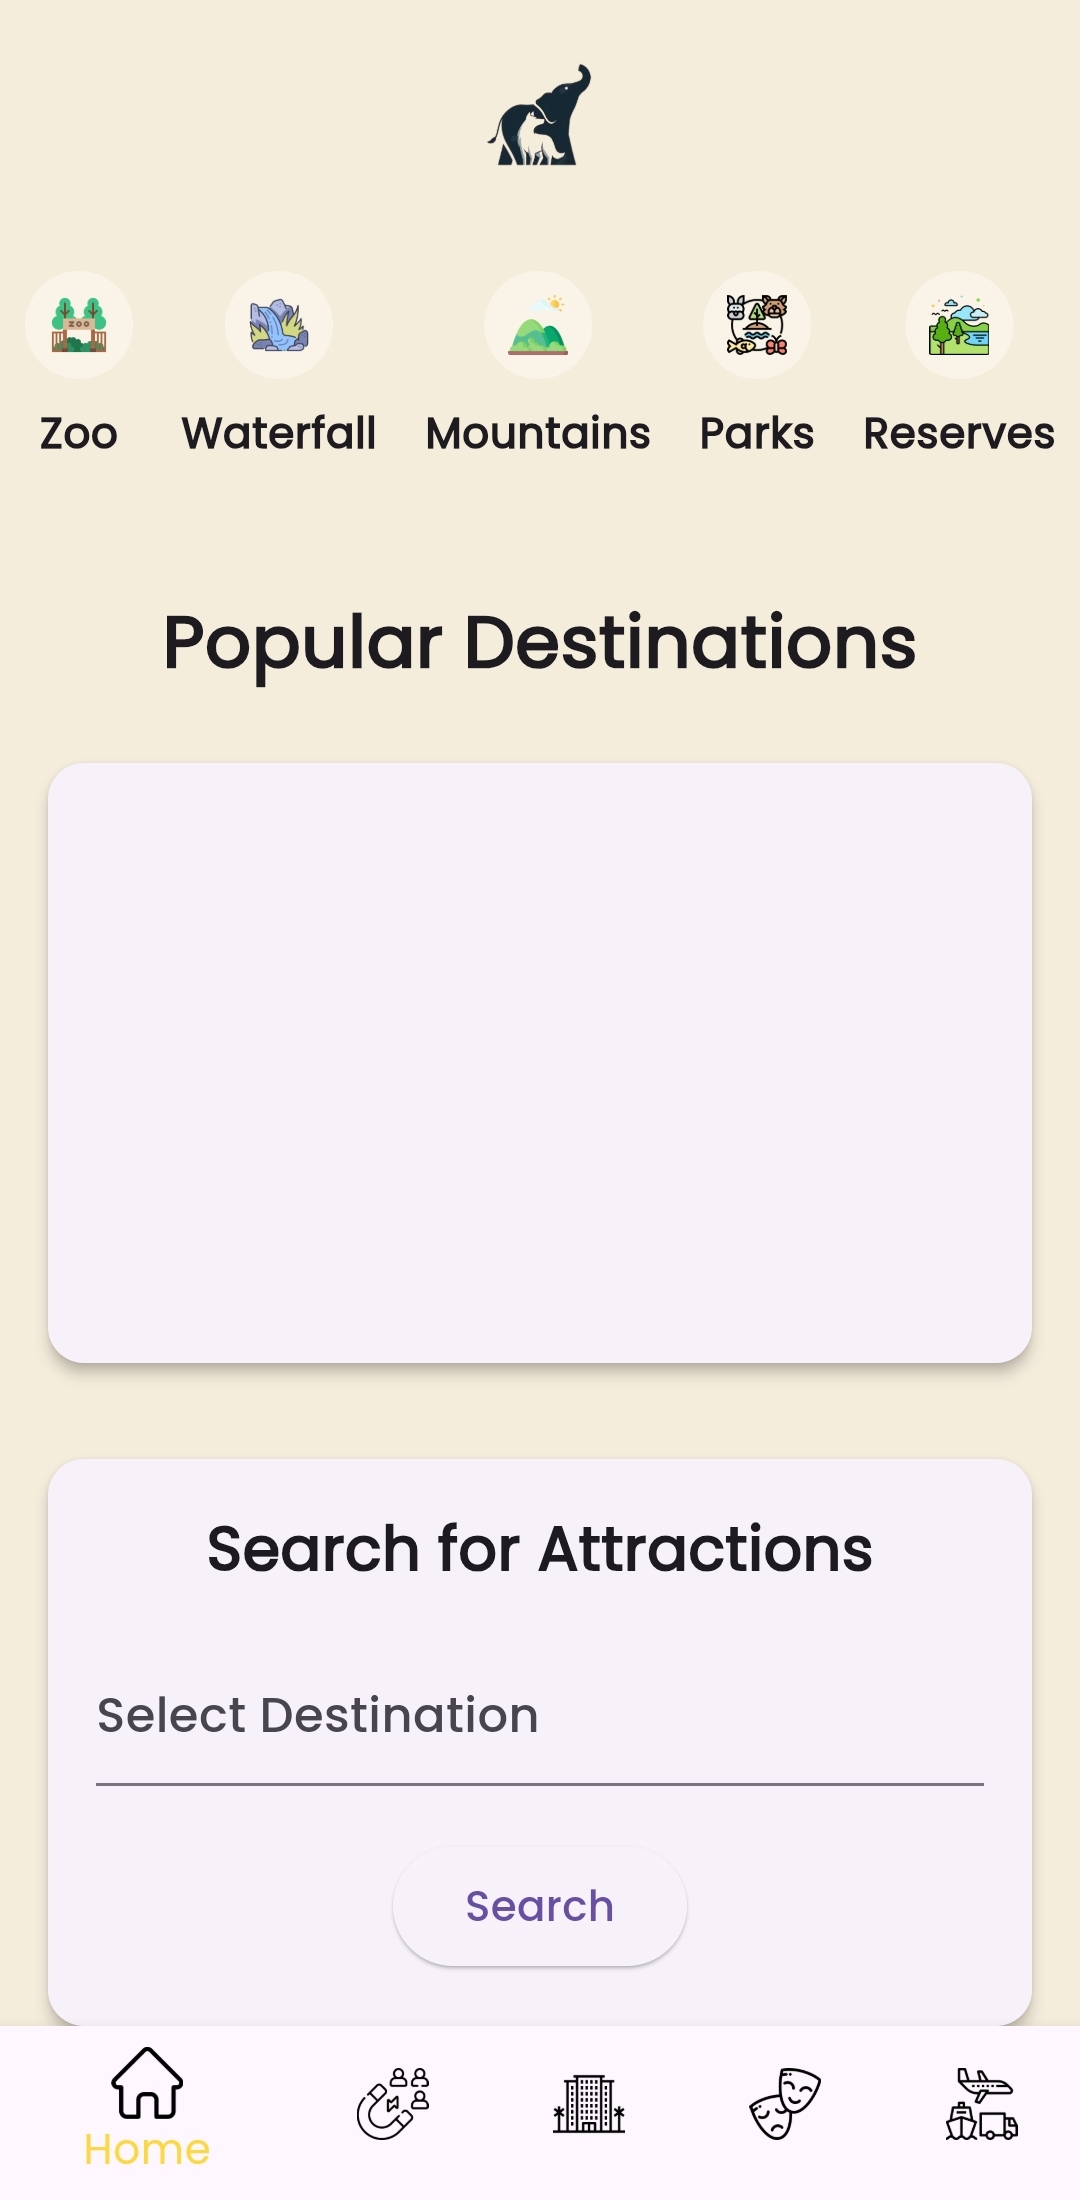 ZOO
Zoo
Waterfall
Mountains
Parks
Reserves
Popular Destinations
Search for Attractions
Select Destination
Search
Home